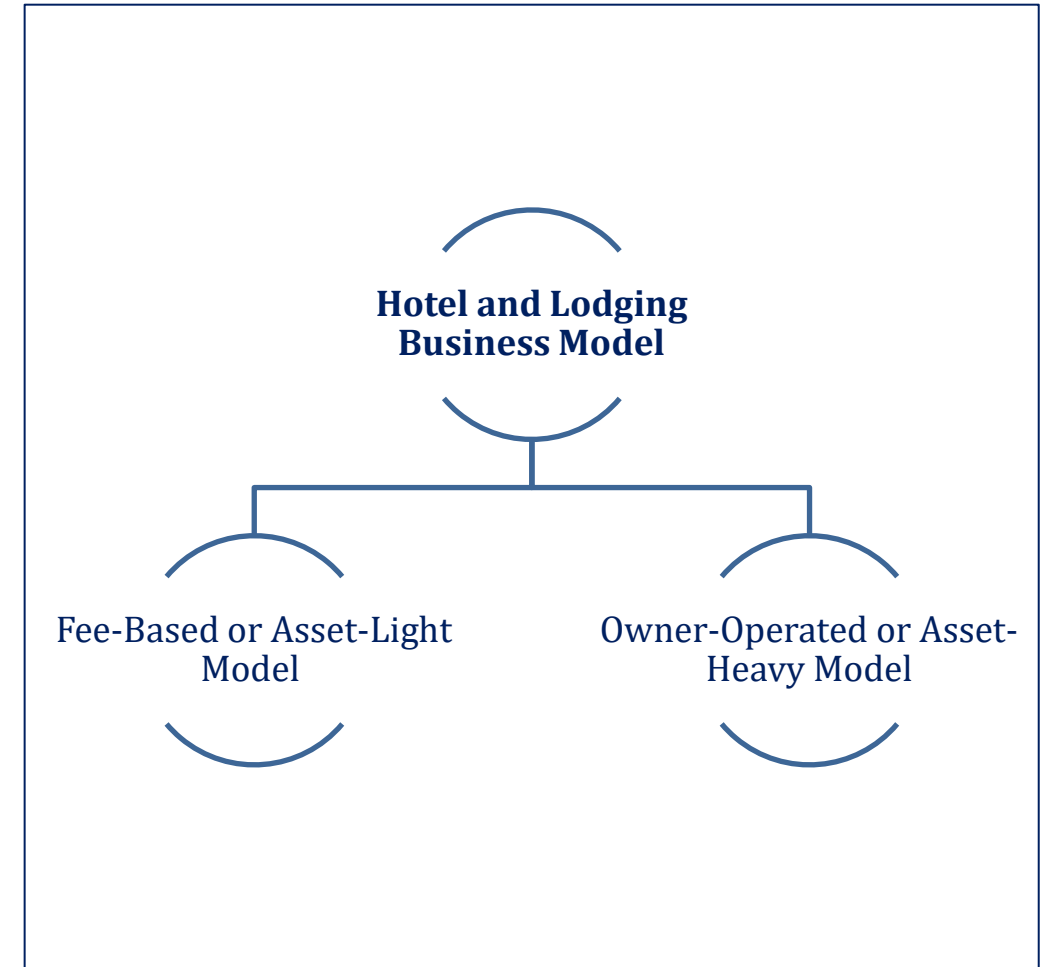 Hotel and Lodging
Business Model
Fee-Based or Asset-Light
Model
Owner-Operated or Asset-
Heavy Model